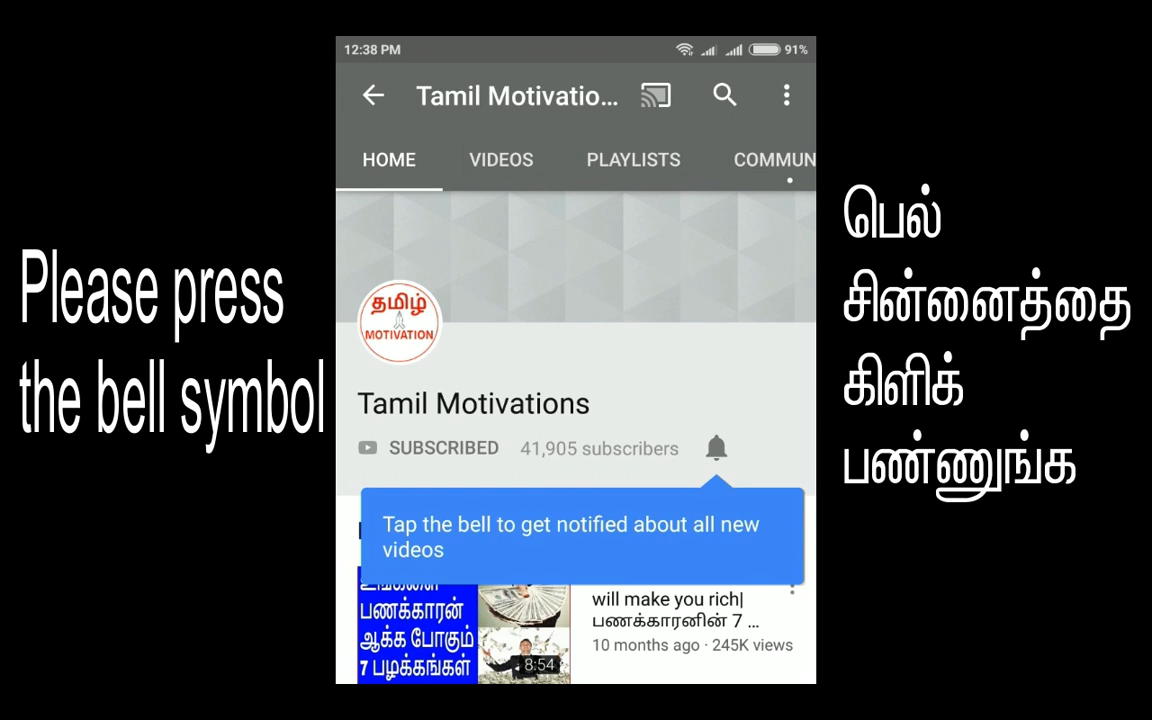 12:38 PM
91%
Tamil Motivatio...
HOME VIDEOS PLAYLISTS COMMUN
தமிழ்
MOTIVATION
Tamil Motivations
SUBSCRIBED 41,905 subscribers
Tap the bell to get notified about all new
videos
பணக்காரன்
ஆக்க போகும்
7 பழக்கங்கள்
8:54
will make you rich|
பணக்காரனின் 7 ...
10 months ago · 245K views
Please press
the bell symbol
பெல்
சின்னைத்தை
கிளிக்
பண்ணுங்க